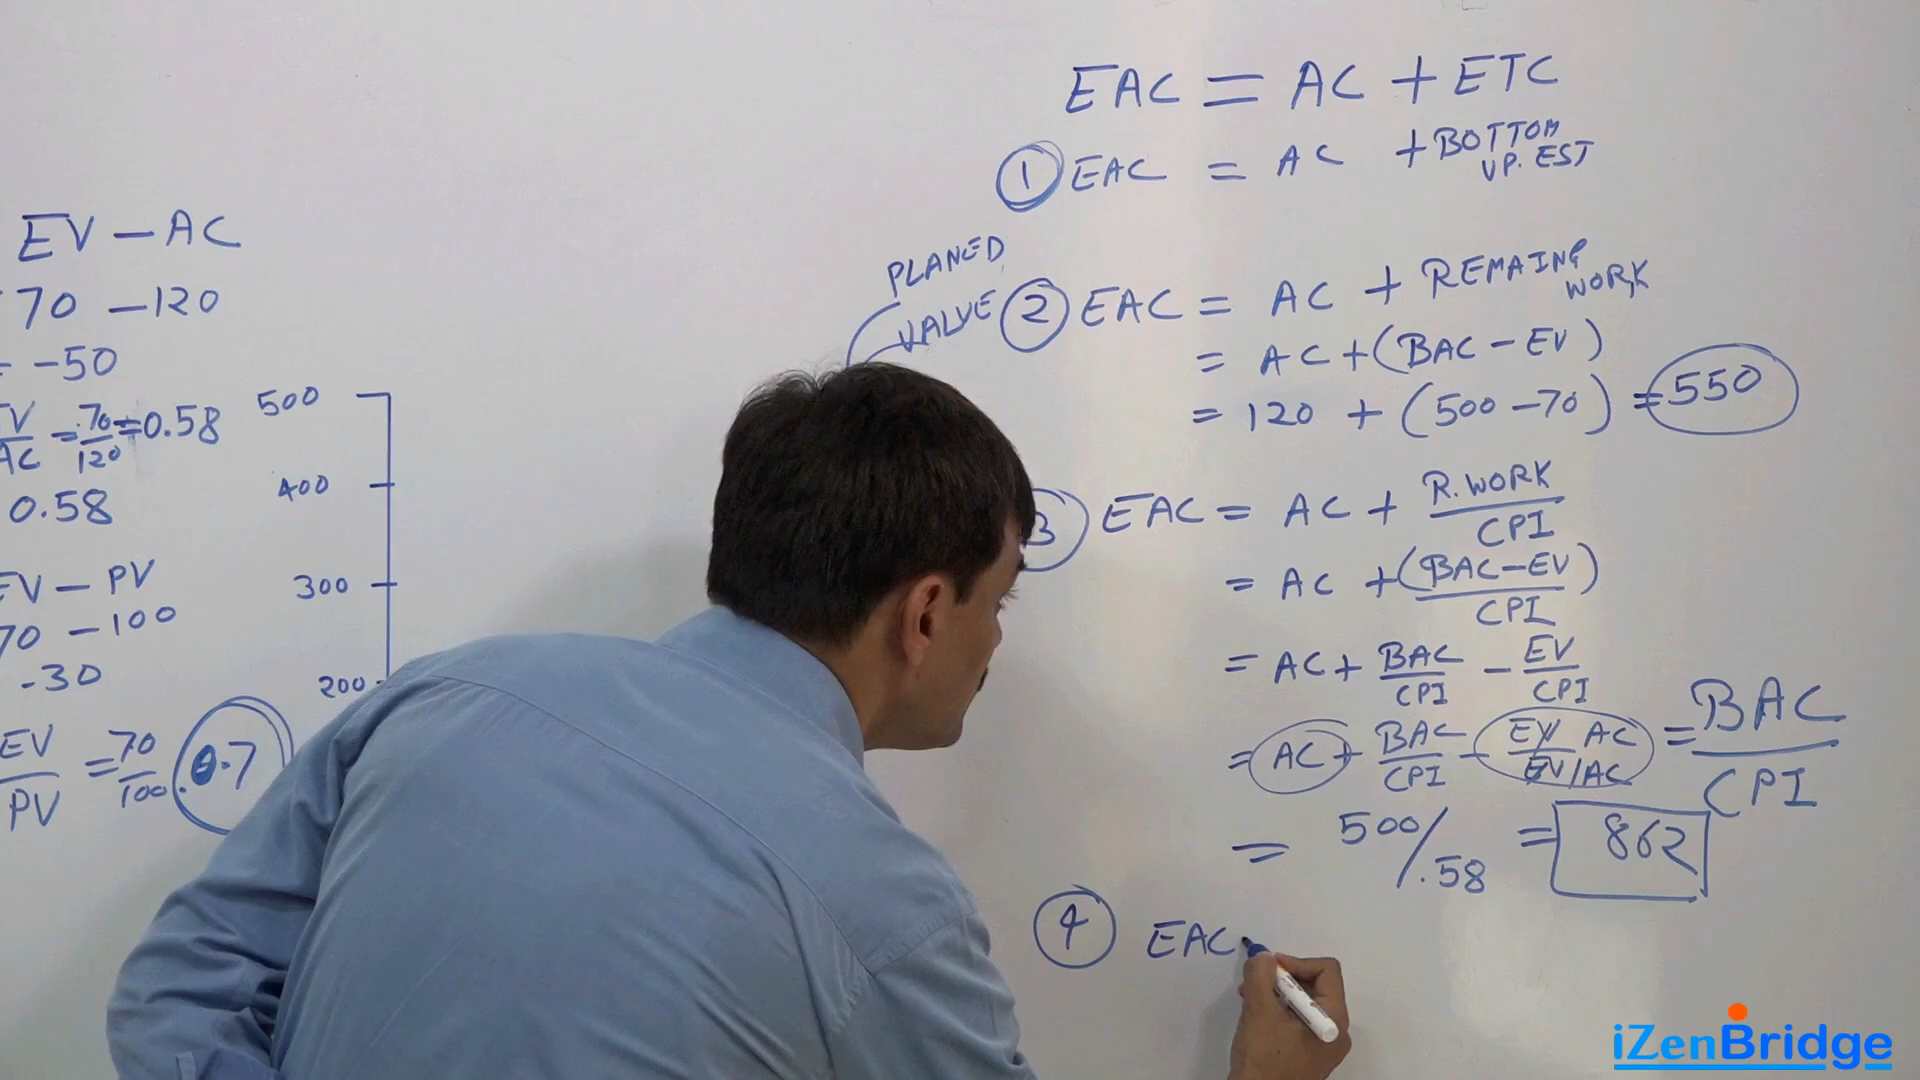 EV - AC
70 - 120
= -50
EV/AC = 70/120 = 0.58
0.58
EV - PV
70 - 100
-30
EV/PV = 70/100 0.7
500
400
300
200
PLANED
VALVE
EAC = AC + ETC
1 EAC = AC + BOTTOM
UP. EST
2 EAC = AC + REMAING
WORK
= AC + (BAC - EV)
= 120 + (500 - 70) = 550
3 EAC = AC + R.WORK/CPI
= AC + (BAC-EV)/CPI
= AC + BAC/CPI - EV/CPI
= AC + BAC/CPI - EV AC/EV/AC = BAC/CPI
= 500/.58 = 862
4 EAC
iZenBridge